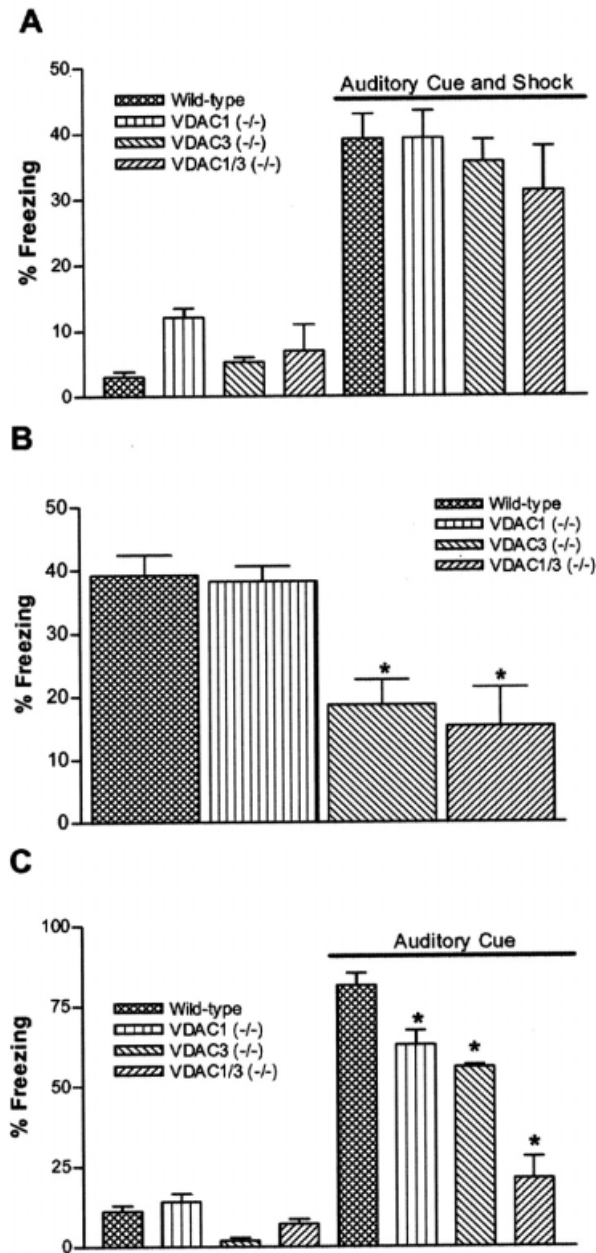 A
50
40
30
20
10
0
% Freezing
Wild-type
VDAC1 (-/-)
VDAC3 (-/-)
VDAC1/3 (-/-)
Auditory Cue and Shock
B
50
40
30
20
10
0
% Freezing
Wild-type
VDAC1 (-/-)
VDAC3 (-/-)
VDAC1/3 (-/-)
*
*
C
100
75
50
25
0
% Freezing
Wild-type
VDAC1 (-/-)
VDAC3 (-/-)
VDAC1/3 (-/-)
Auditory Cue
*
*
*